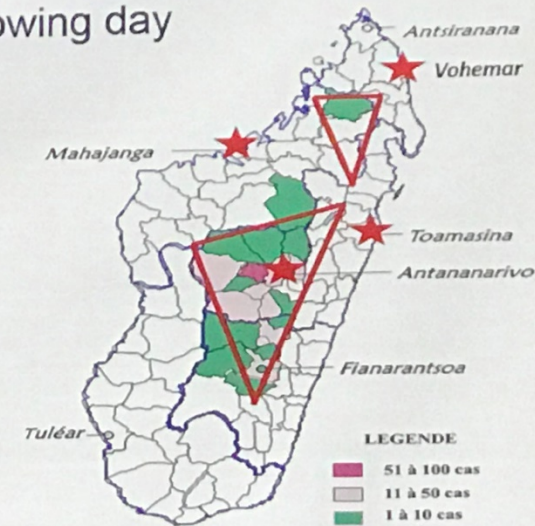 owing day
Antsiranana
Vohemar
Mahajanga
Toamasina
Antananarivo
Fianarantsoa
Tuléar
LEGENDE
51 à 100 cas
11 à 50 cas
1 à 10 cas